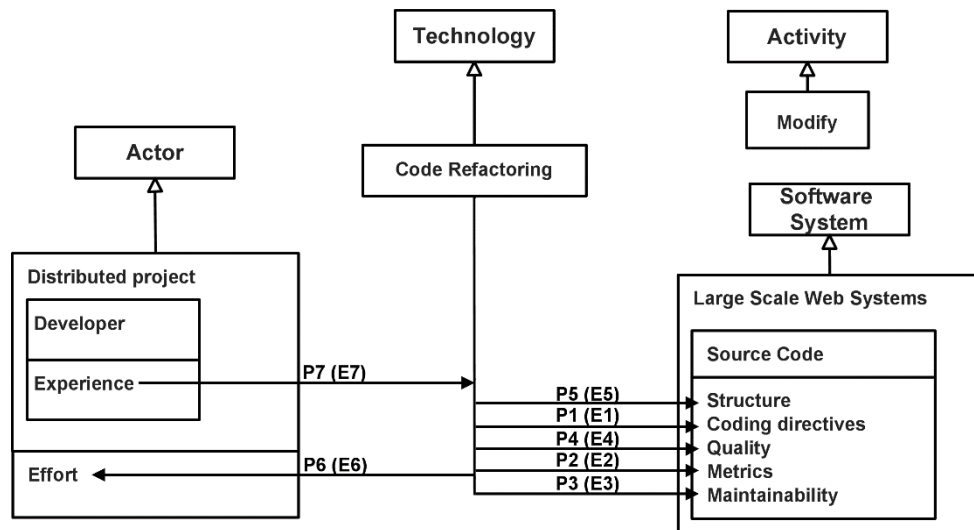 Technology
Activity
Modify
Actor
Code Refactoring
Software
System
Distributed project
Large Scale Web Systems
Developer
Source Code
Experience
P7 (E7)
P5 (E5)
Structure
P1 (E1)
Coding directives
P4 (E4)
Quality
Effort
P6 (E6)
P2 (E2)
Metrics
P3 (E3)
Maintainability